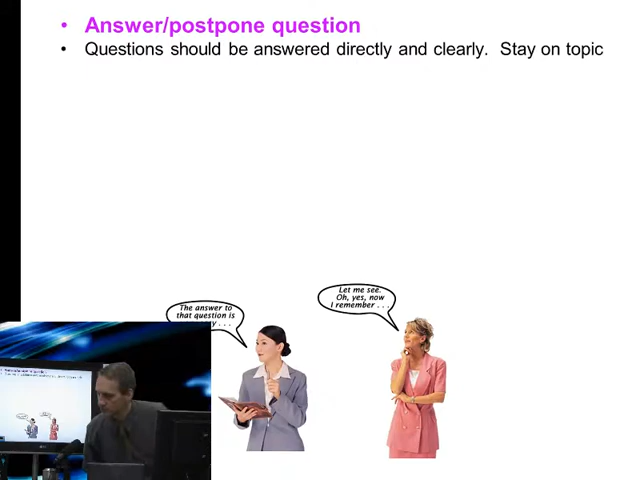 • Answer/postpone question
• Questions should be answered directly and clearly. Stay on topic
Let me see.
Oh, yes, now
I remember . . .
The answer to
that question is
. . .